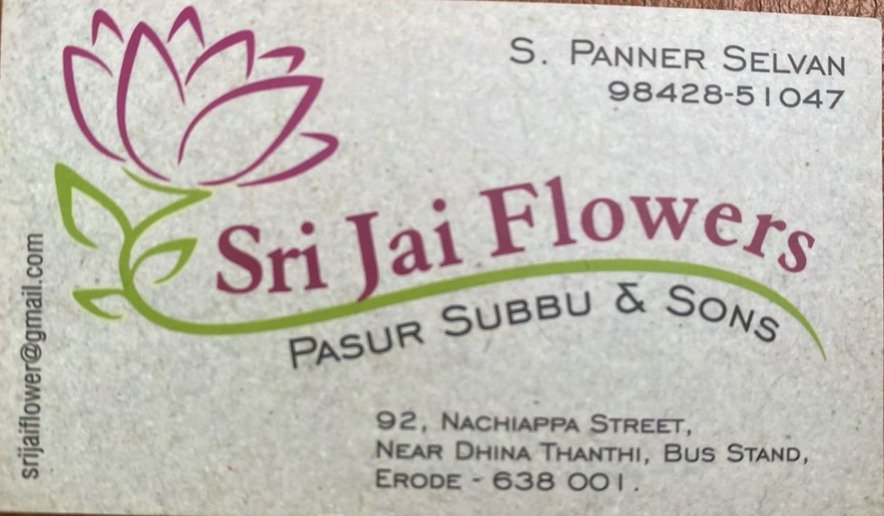 S. PANNER SELVAN
98428-51047
Sri Jai Flowers
PASUR SUBBU & SONS
92, NACHIAPPA STREET,
NEAR DHINA THANTHI, BUS STAND,
ERODE - 638 001.
srijaiflower@gmail.com